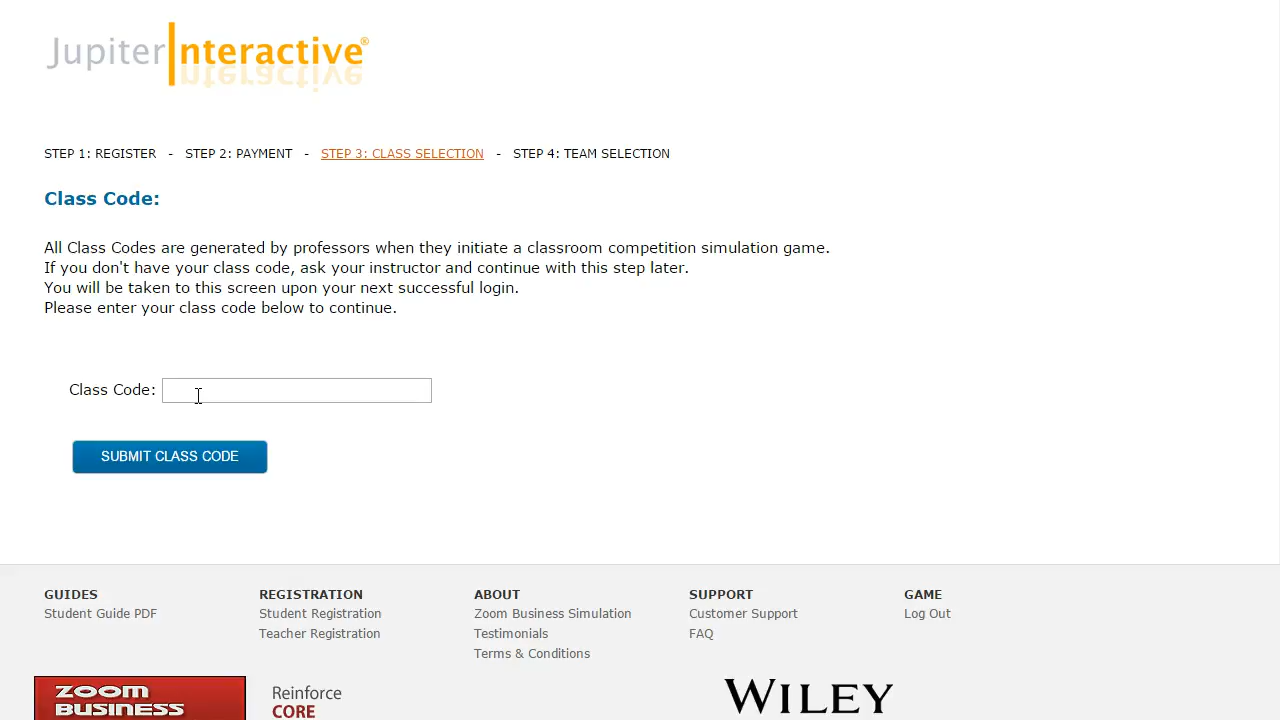 Jupiter Interactive®
STEP 1: REGISTER - STEP 2: PAYMENT - STEP 3: CLASS SELECTION - STEP 4: TEAM SELECTION
Class Code:
All Class Codes are generated by professors when they initiate a classroom competition simulation game.
If you don't have your class code, ask your instructor and continue with this step later.
You will be taken to this screen upon your next successful login.
Please enter your class code below to continue.
Class Code:
SUBMIT CLASS CODE
GUIDES REGISTRATION ABOUT SUPPORT GAME
Student Guide PDF Student Registration Zoom Business Simulation Customer Support Log Out
Teacher Registration Testimonials FAQ
Terms & Conditions
ZOOM
BUSINESS
Reinforce
CORE
WILEY